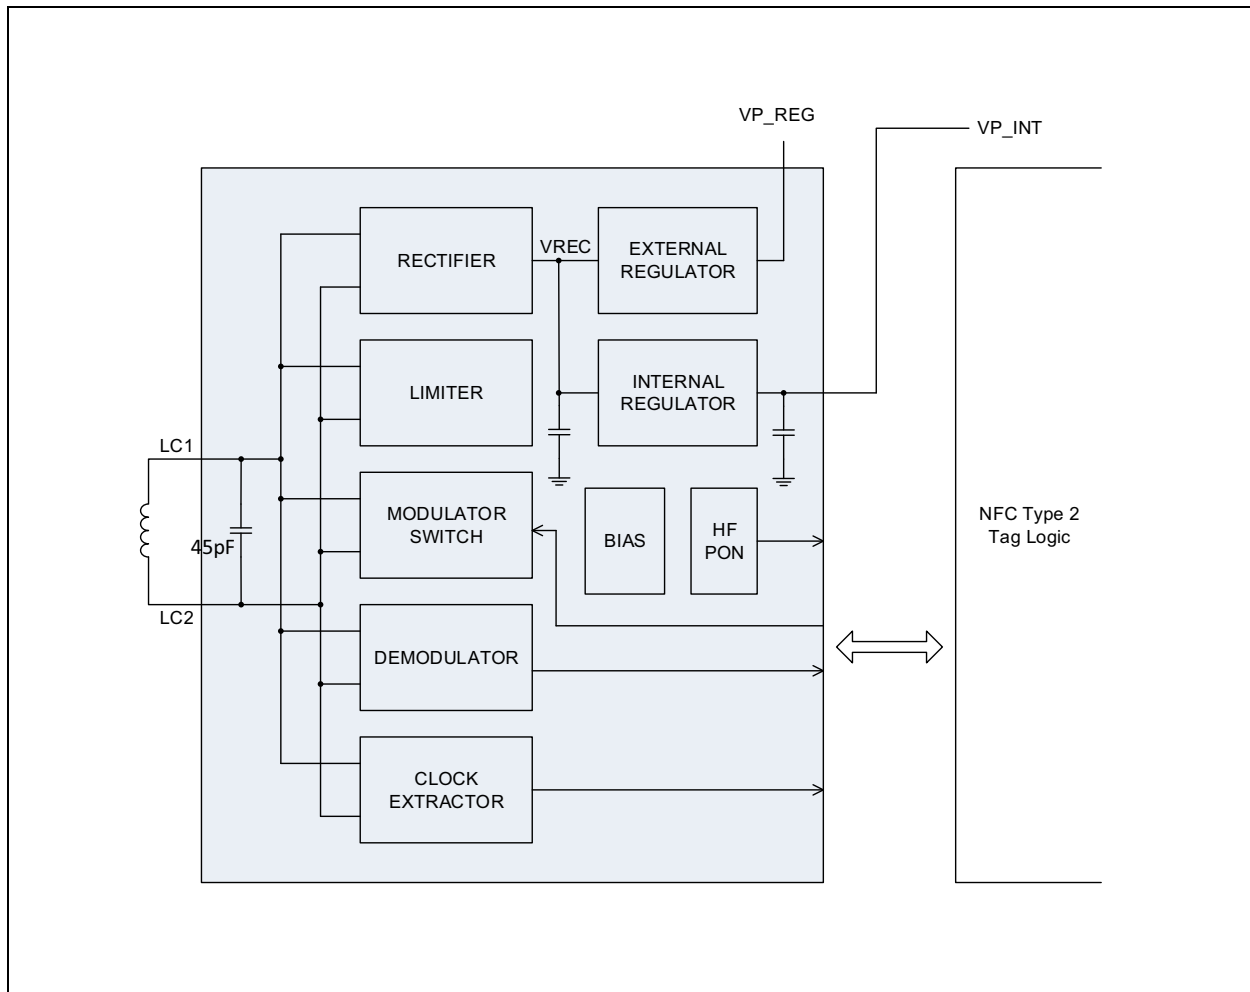 VP_REG
VP_INT
RECTIFIER
VREC
EXTERNAL
REGULATOR
LIMITER
INTERNAL
REGULATOR
LC1
45pF
LC2
MODULATOR
SWITCH
BIAS
HF
PON
NFC Type 2
Tag Logic
DEMODULATOR
CLOCK
EXTRACTOR